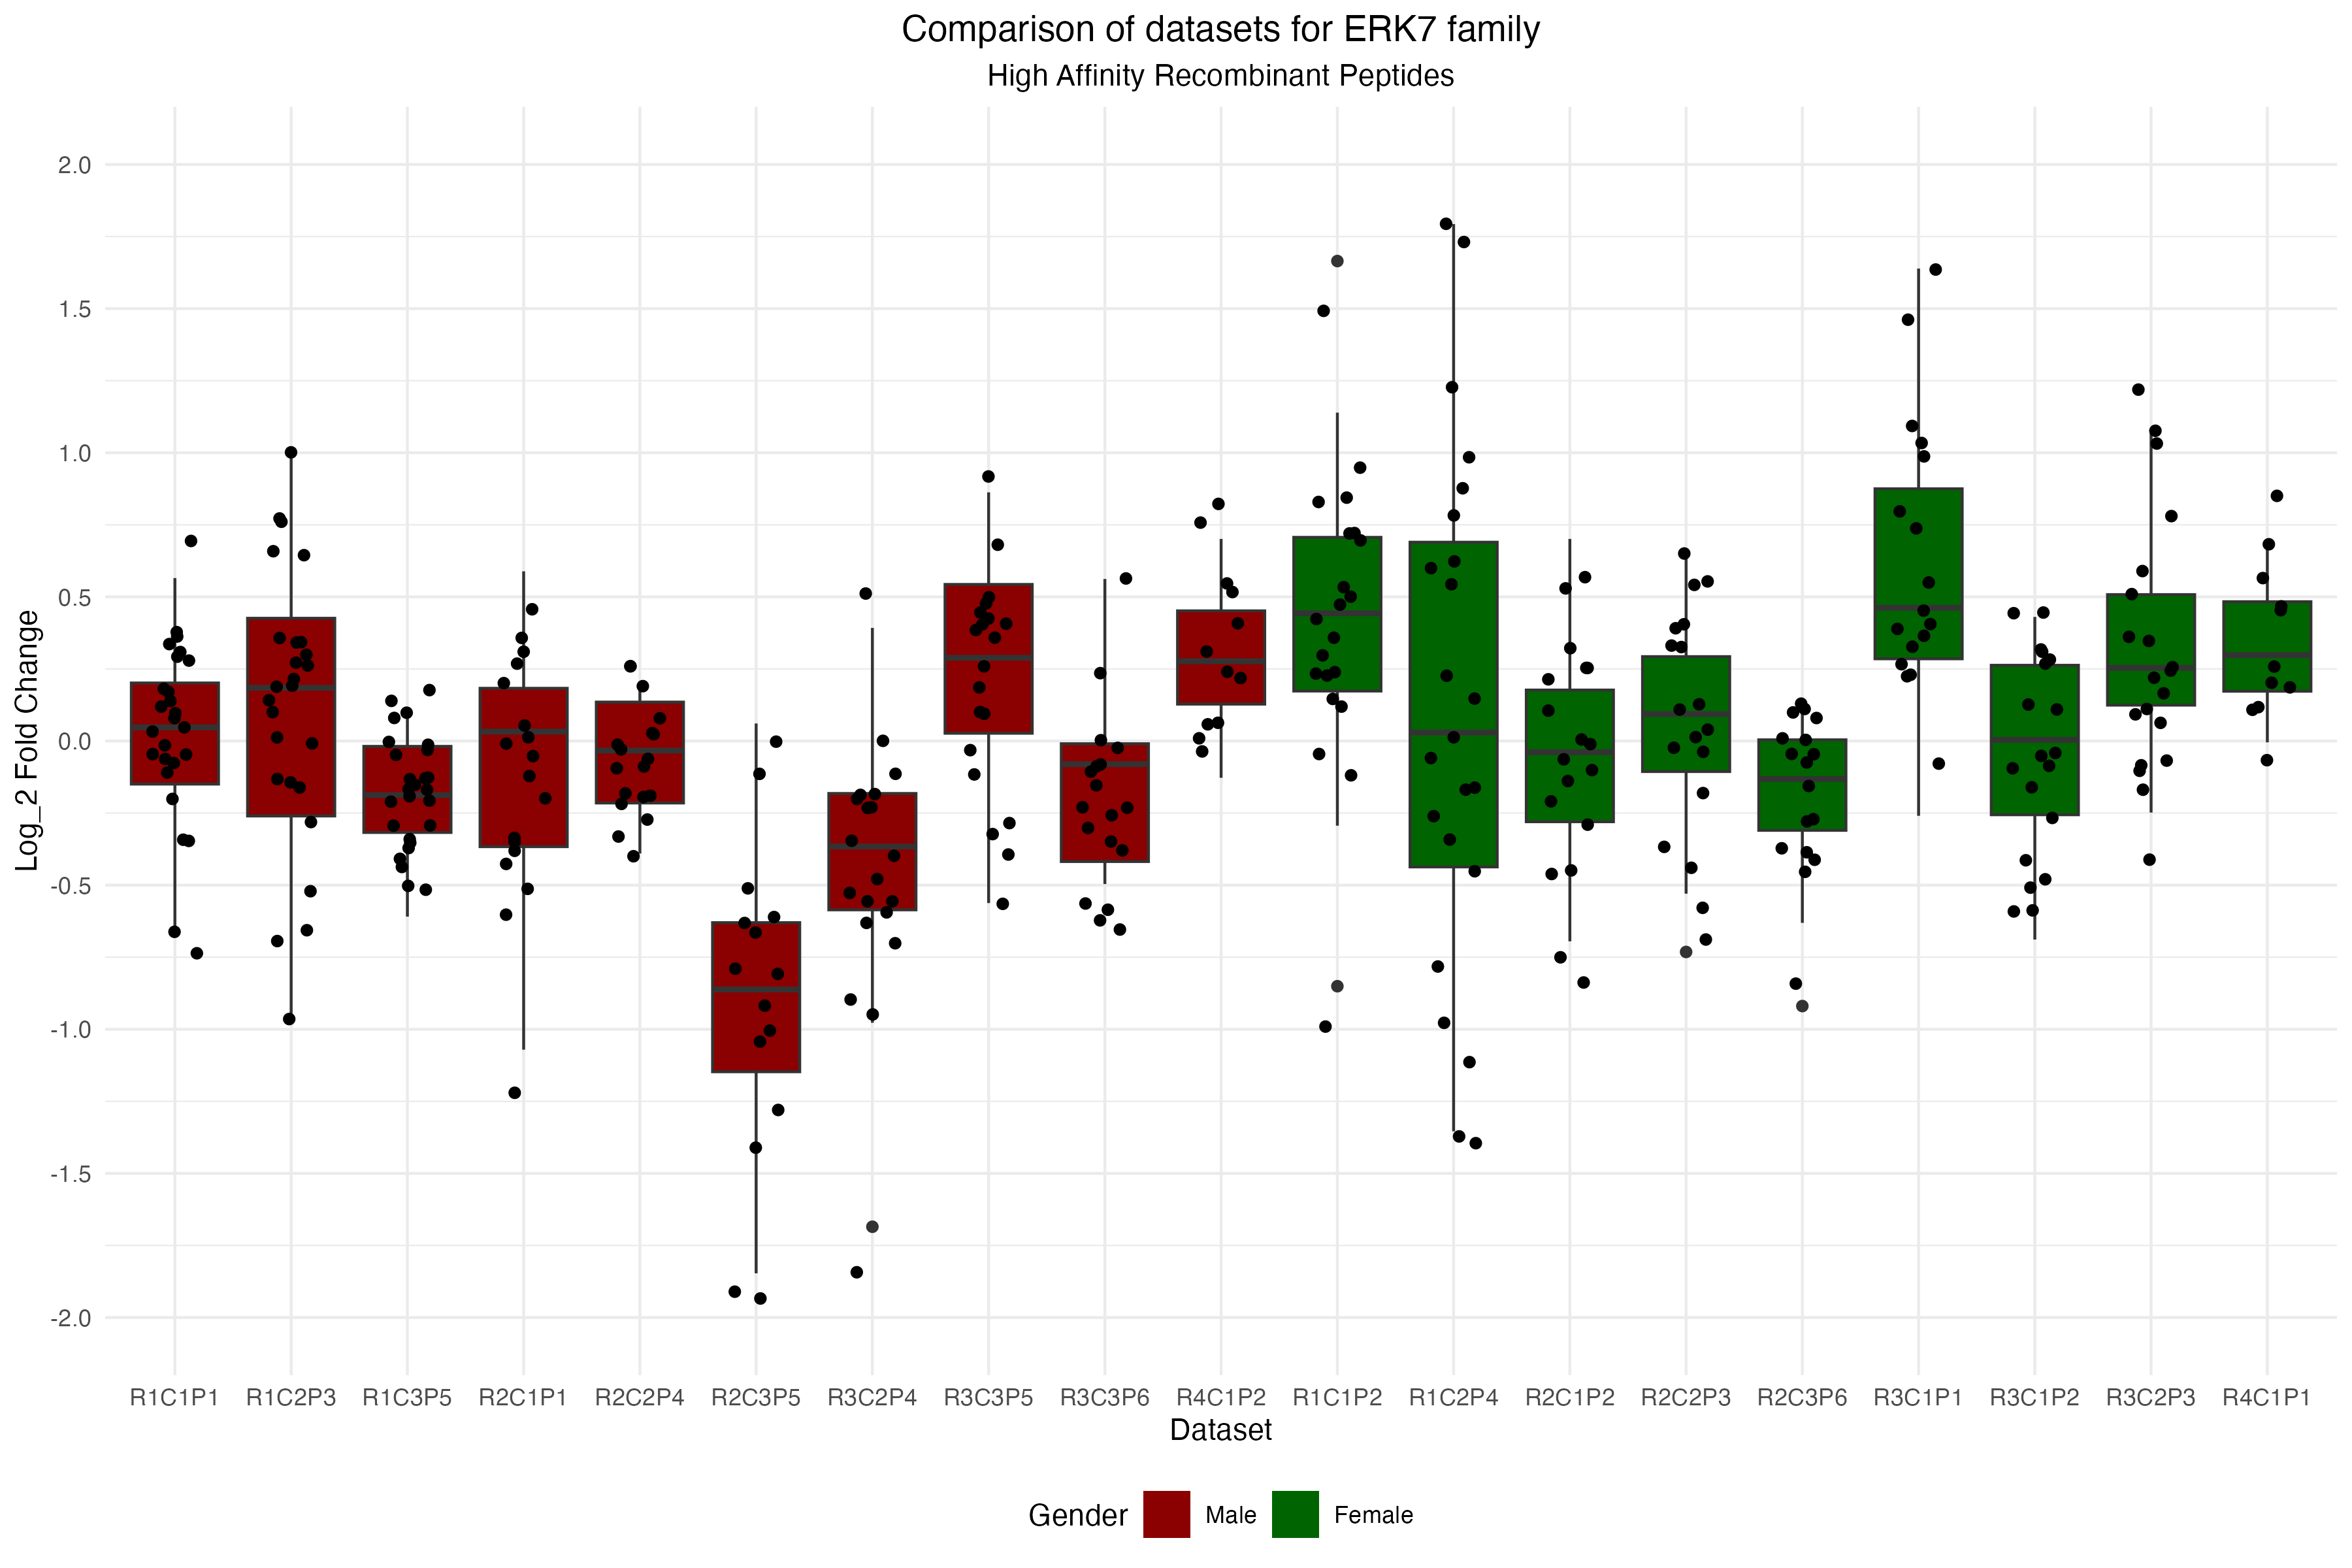 Comparison of datasets for ERK7 family
High Affinity Recombinant Peptides
Log_2 Fold Change
2.0
1.5
1.0
0.5
0.0
-0.5
-1.0
-1.5
-2.0
R1C1P1 R1C2P3 R1C3P5 R2C1P1 R2C2P4 R2C3P5 R3C2P4 R3C3P5 R3C3P6 R4C1P2 R1C1P2 R1C2P4 R2C1P2 R2C2P3 R2C3P6 R3C1P1 R3C1P2 R3C2P3 R4C1P1
Dataset
Gender Male Female